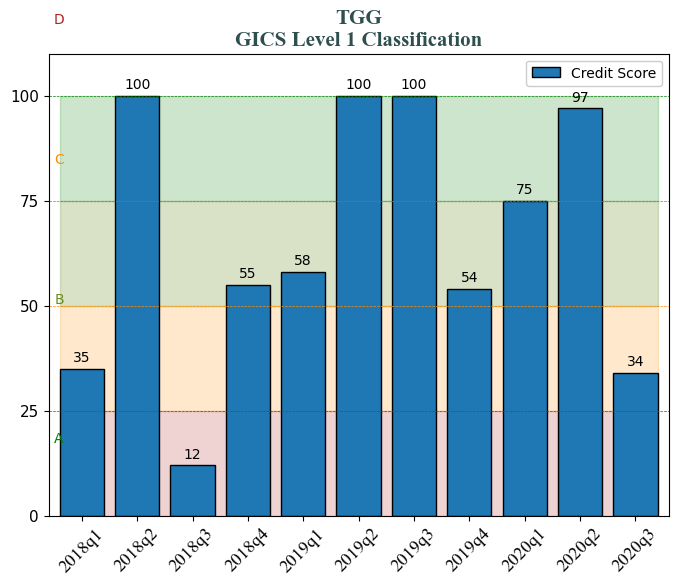 D
TGG
GICS Level 1 Classification
Credit Score
100
75
50
25
0
C
B
A
35
100
12
55
58
100
100
54
75
97
34
2018q1
2018q2
2018q3
2018q4
2019q1
2019q2
2019q3
2019q4
2020q1
2020q2
2020q3